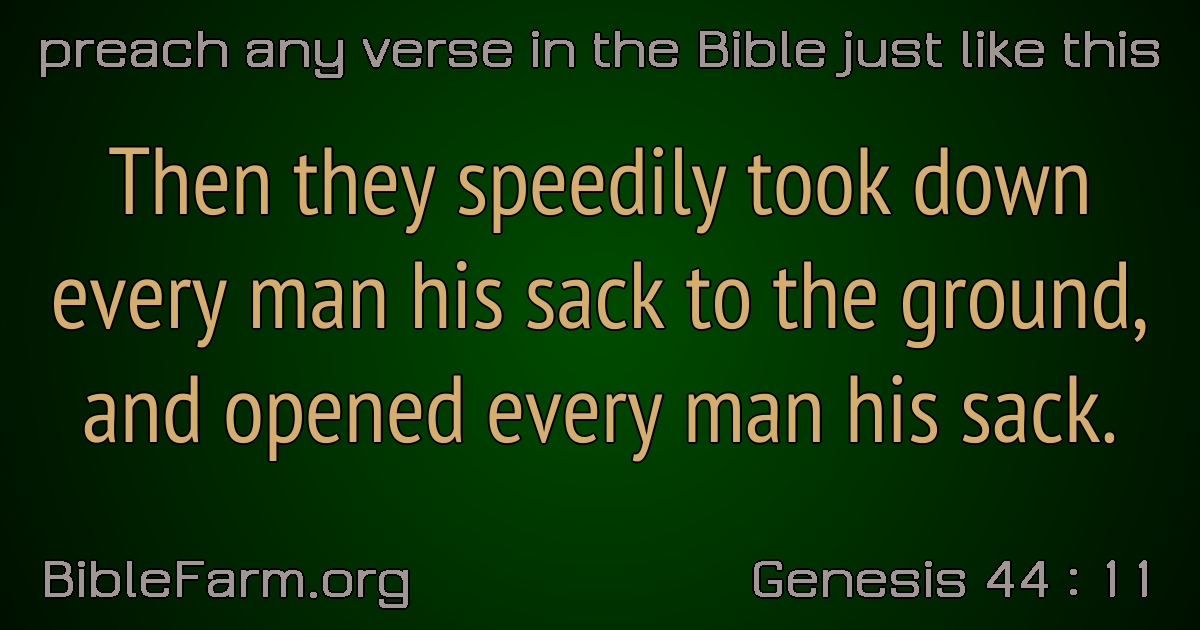 preach any verse in the Bible just like this
Then they speedily took down
every man his sack to the ground,
and opened every man his sack.
BibleFarm.org
Genesis 44 : 11